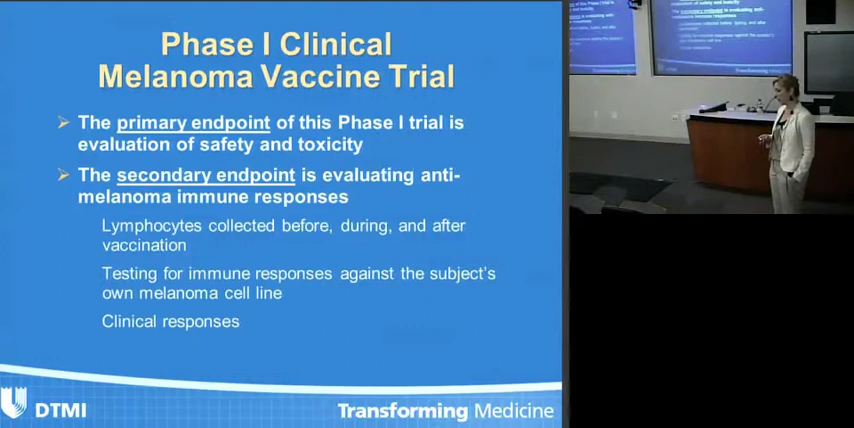 Phase I Clinical
Melanoma Vaccine Trial
The primary endpoint of this Phase I trial is
evaluation of safety and toxicity
The secondary endpoint is evaluating anti-
melanoma immune responses
Lymphocytes collected before, during, and after
vaccination
Testing for immune responses against the subject's
own melanoma cell line
Clinical responses
DTMI
Transforming Medicine
Transforming Medicine